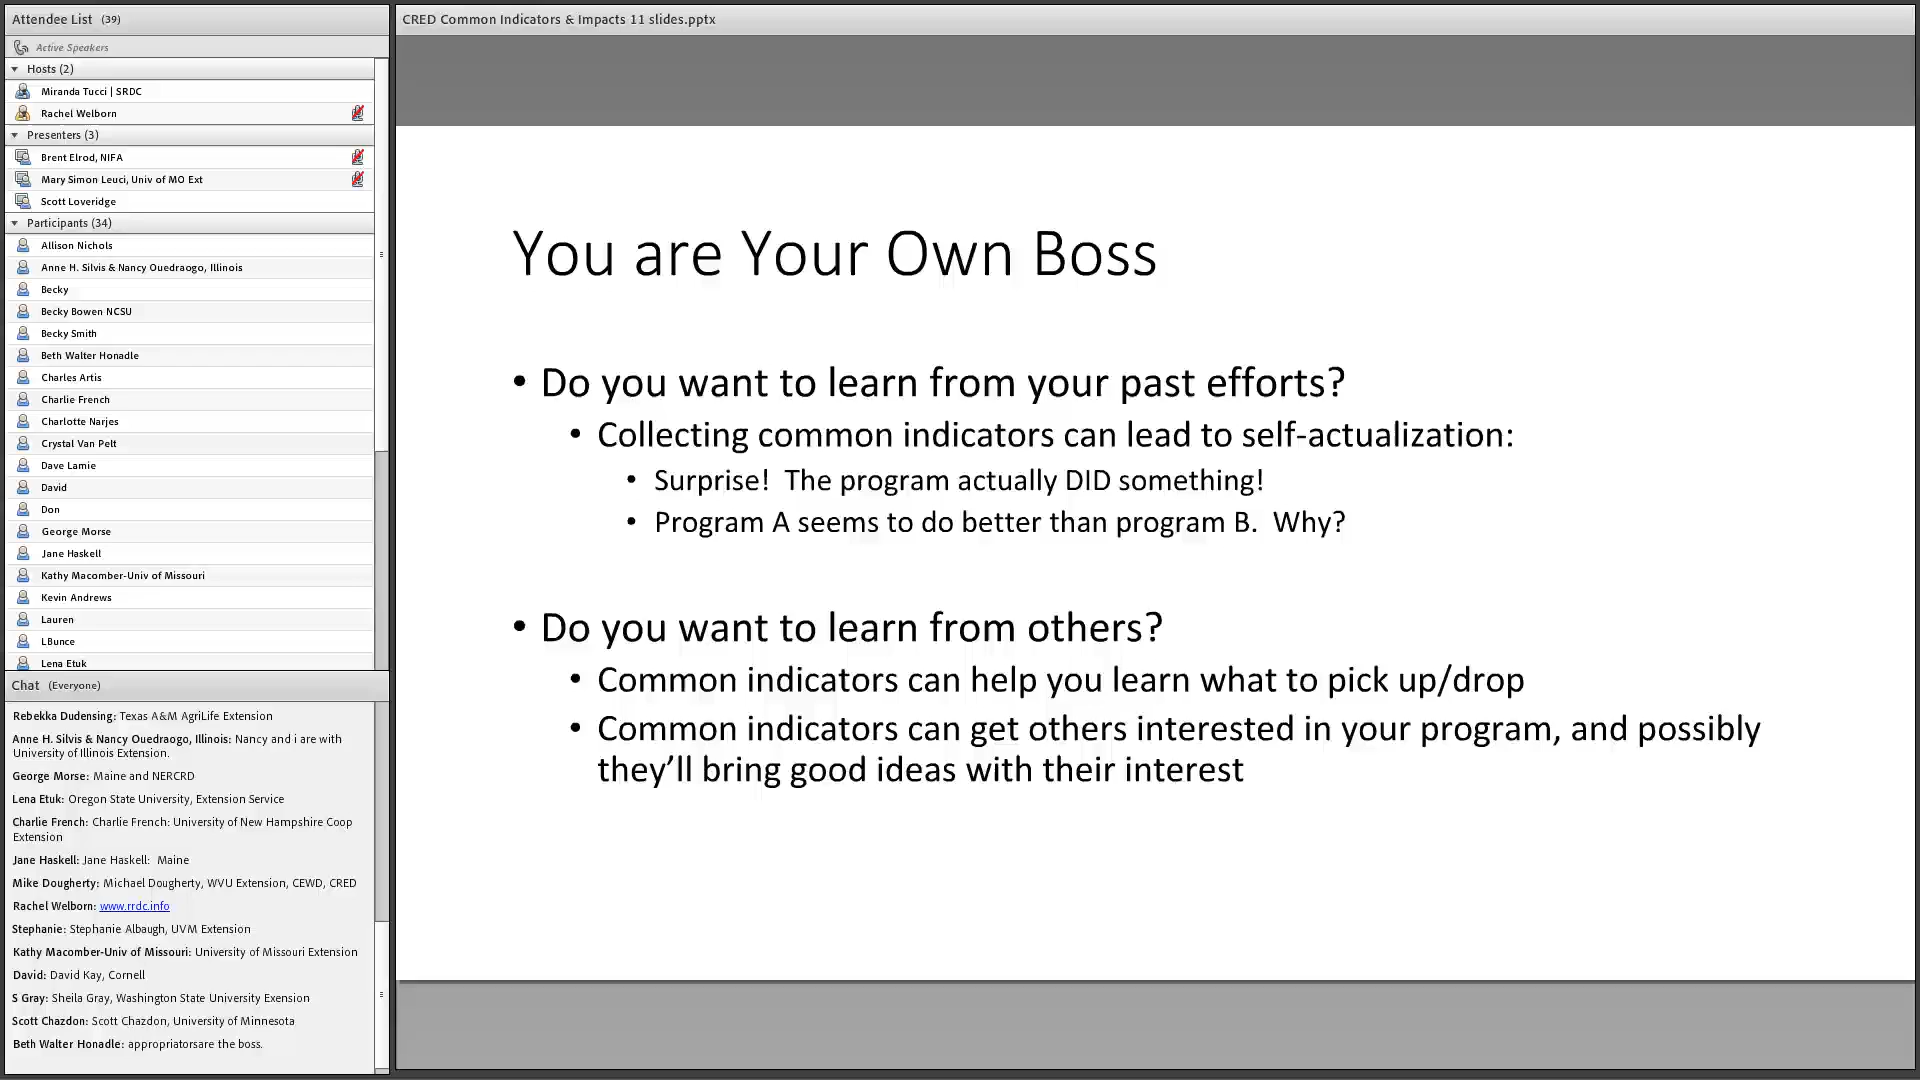 Attendee List (39)
Active Speakers
Hosts (2)
Miranda Tucci | SRDC
Rachel Welborn
Presenters (3)
Brent Elrod, NIFA
Mary Simon Leuci, Univ of MO Ext
Scott Loveridge
Participants (34)
Allison Nichols
Anne H. Silvis & Nancy Ouedraogo, Illinois
Becky
Becky Bowen NCSU
Becky Smith
Beth Walter Honadle
Charles Artis
Charlie French
Charlotte Narjes
Crystal Van Pelt
Dave Lamie
David
Don
George Morse
Jane Haskell
Kathy Macomber-Univ of Missouri
Kevin Andrews
Lauren
LBunce
Lena Etuk
Chat (Everyone)
Rebekka Dudensing: Texas A&M AgriLife Extension
Anne H. Silvis & Nancy Ouedraogo, Illinois: Nancy and i are with
University of Illinois Extension.
George Morse: Maine and NERCRD
Lena Etuk: Oregon State University, Extension Service
Charlie French: Charlie French: University of New Hampshire Coop
Extension
Jane Haskell: Jane Haskell: Maine
Mike Dougherty: Michael Dougherty, WVU Extension, CEWD, CRED
Rachel Welborn: www.rrdc.info
Stephanie: Stephanie Albaugh, UVM Extension
Kathy Macomber-Univ of Missouri: University of Missouri Extension
David: David Kay, Cornell
S Gray: Sheila Gray, Washington State University Exension
Scott Chazdon: Scott Chazdon, University of Minnesota
Beth Walter Honadle: appropriatorsare the boss.
CRED Common Indicators & Impacts 11 slides.pptx
You are Your Own Boss
• Do you want to learn from your past efforts?
• Collecting common indicators can lead to self-actualization:
• Surprise! The program actually DID something!
• Program A seems to do better than program B. Why?
• Do you want to learn from others?
• Common indicators can help you learn what to pick up/drop
• Common indicators can get others interested in your program, and possibly
they'll bring good ideas with their interest